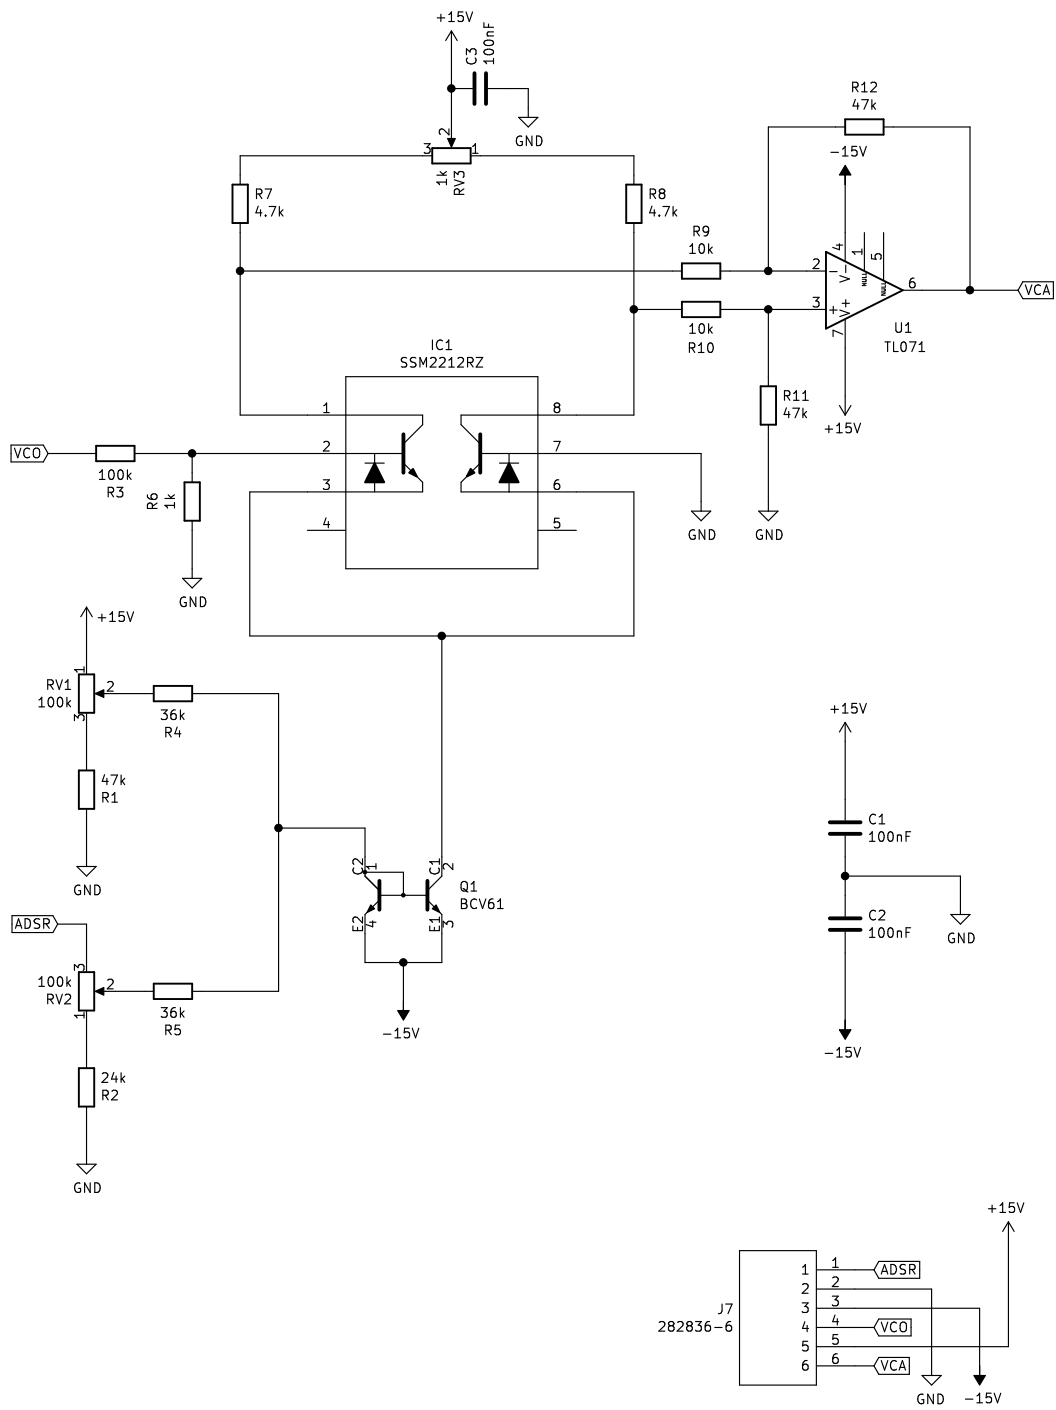 +15V
C3
100nF
GND
2
3
1
1k
RV3
R7
4.7k
R8
4.7k
R12
47k
-15V
R9
10k
4
1
5
2
-
V-
NULL
NULL
6
VCA
3
+
V+
7
U1
TL071
10k
R10
+15V
R11
47k
GND
IC1
SSM2212RZ
1
8
2
7
3
6
4
5
GND
VCO
100k
R3
R6
1k
GND
+15V
1
RV1
100k
2
3
36k
R4
47k
R1
GND
ADSR
3
100k
RV2
2
1
36k
R5
24k
R2
GND
C2
1
C1
2
Q1
BCV61
E2
4
E1
3
-15V
+15V
C1
100nF
GND
C2
100nF
-15V
+15V
J7
282836-6
1 1 ADSR
2 2
3 3
4 4 VCO
5 5
6 6 VCA
GND
-15V